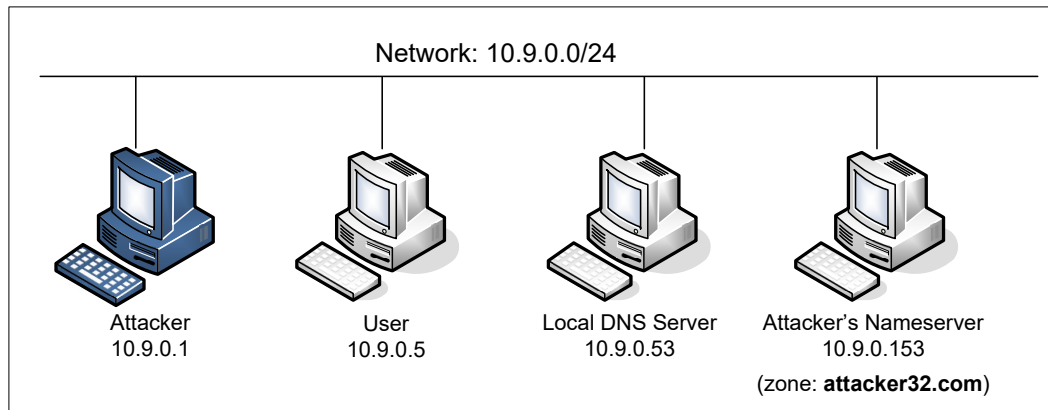 Network: 10.9.0.0/24
Attacker
10.9.0.1
User
10.9.0.5
Local DNS Server
10.9.0.53
Attacker’s Nameserver
10.9.0.153
(zone: attacker32.com)